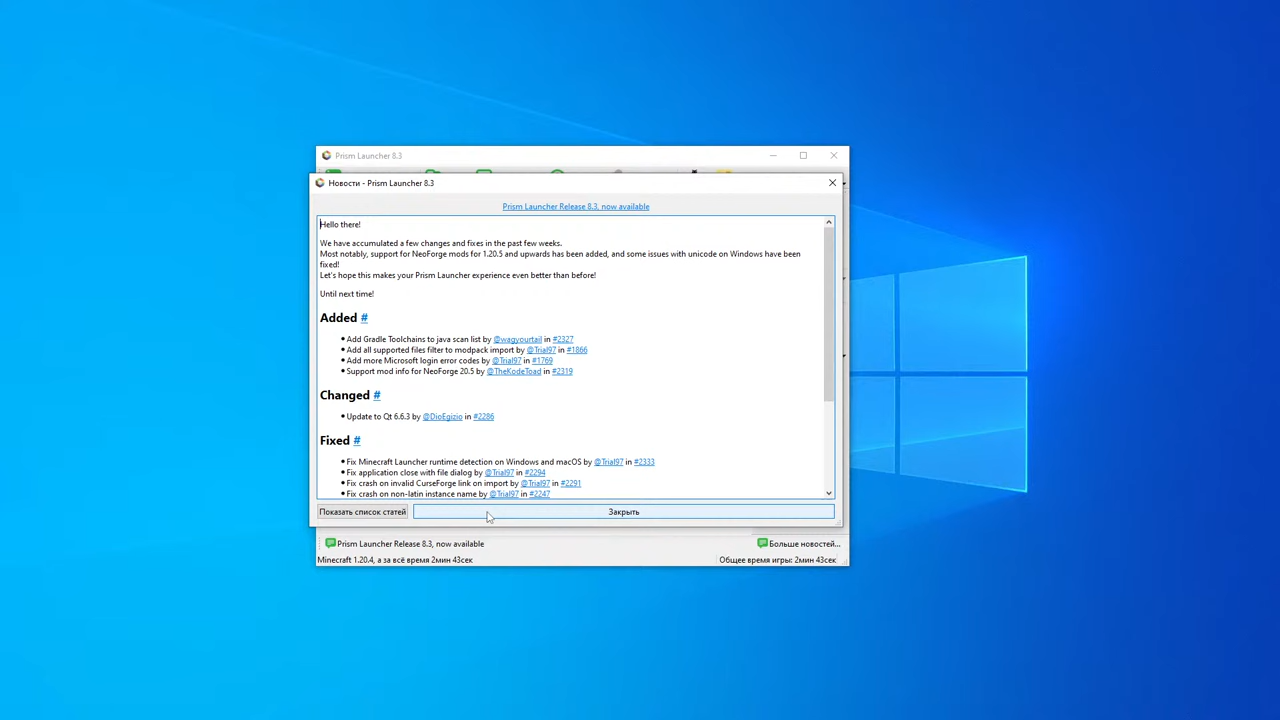 Prism Launcher 8.3
Новости - Prism Launcher 8.3
Prism Launcher Release 8.3, now available
Hello there!
We have accumulated a few changes and fixes in the past few weeks.
Most notably, support for NeoForge mods for 1.20.5 and upwards has been added, and some issues with unicode on Windows have been
fixed!
Let's hope this makes your Prism Launcher experience even better than before!
Until next time!
Added #
• Add Gradle Toolchains to java scan list by @wagyourtail in #2327
• Add all supported files filter to modpack import by @Trial97 in #1866
• Add more Microsoft login error codes by @Trial97 in #1769
• Support mod info for NeoForge 20.5 by @TheKodeToad in #2319
Changed #
• Update to Qt 6.6.3 by @DioEgizio in #2286
Fixed #
• Fix Minecraft Launcher runtime detection on Windows and macOS by @Trial97 in #2333
• Fix application close with file dialog by @Trial97 in #2294
• Fix crash on invalid CurseForge link on import by @Trial97 in #2291
• Fix crash on non-latin instance name by @Trial97 in #2247
Показать список статей Закрыть
Prism Launcher Release 8.3, now available Больше новостей...
Minecraft 1.20.4, а за всё время 2мин 43сек Общее время игры: 2мин 43сек